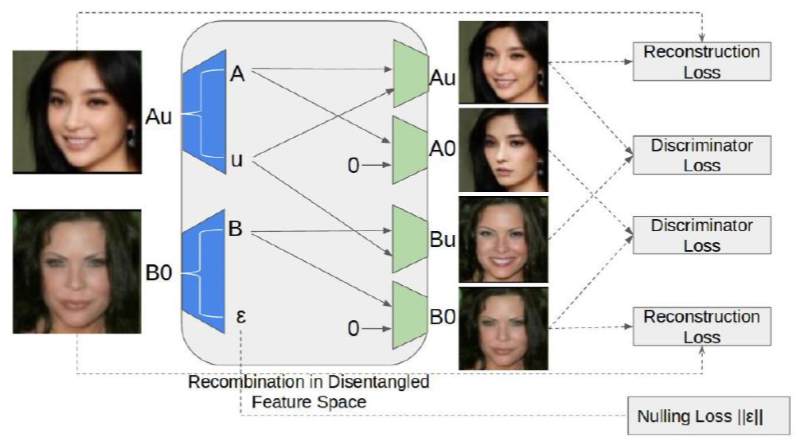 Au
B0
A
u
B
ε
0
0
Au
A0
Bu
B0
Reconstruction
Loss
Discriminator
Loss
Discriminator
Loss
Reconstruction
Loss
Recombination in Disentangled
Feature Space
Nulling Loss ||ε||